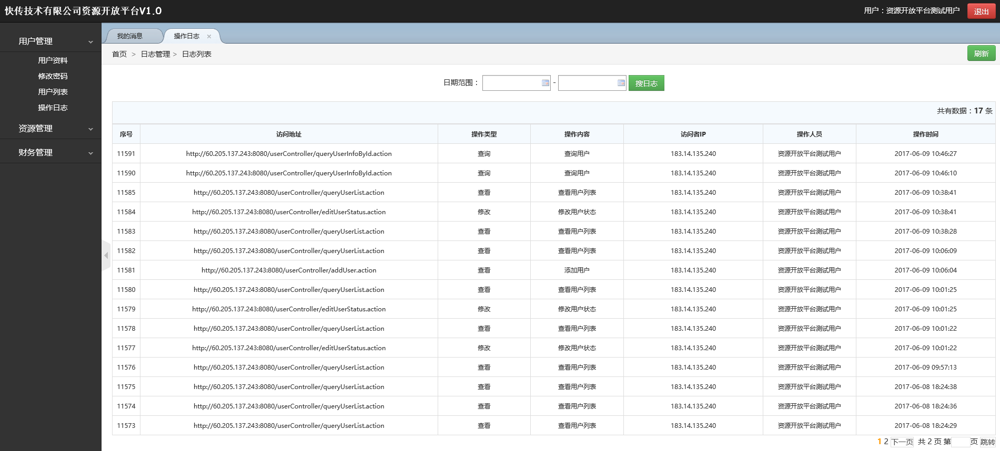 快传技术有限公司资源开放平台V1.0
用户：资源开放平台测试用户 退出
用户管理
用户资料
修改密码
用户列表
操作日志
资源管理
财务管理
我的消息 操作日志
首页 > 日志管理 > 日志列表 刷新
日期范围： - 搜日志
共有数据：17 条
序号 访问地址 操作类型 操作内容 访问者IP 操作人员 操作时间
11591 http://60.205.137.243:8080/userController/queryUserInfoById.action 查询 查询用户 183.14.135.240 资源开放平台测试用户 2017-06-09 10:46:27
11590 http://60.205.137.243:8080/userController/queryUserInfoById.action 查询 查询用户 183.14.135.240 资源开放平台测试用户 2017-06-09 10:46:10
11585 http://60.205.137.243:8080/userController/queryUserList.action 查看 查看用户列表 183.14.135.240 资源开放平台测试用户 2017-06-09 10:38:41
11584 http://60.205.137.243:8080/userController/editUserStatus.action 修改 修改用户状态 183.14.135.240 资源开放平台测试用户 2017-06-09 10:38:41
11583 http://60.205.137.243:8080/userController/queryUserList.action 查看 查看用户列表 183.14.135.240 资源开放平台测试用户 2017-06-09 10:38:28
11582 http://60.205.137.243:8080/userController/queryUserList.action 查看 查看用户列表 183.14.135.240 资源开放平台测试用户 2017-06-09 10:06:09
11581 http://60.205.137.243:8080/userController/addUser.action 查看 添加用户 183.14.135.240 资源开放平台测试用户 2017-06-09 10:06:04
11580 http://60.205.137.243:8080/userController/queryUserList.action 查看 查看用户列表 183.14.135.240 资源开放平台测试用户 2017-06-09 10:01:25
11579 http://60.205.137.243:8080/userController/editUserStatus.action 修改 修改用户状态 183.14.135.240 资源开放平台测试用户 2017-06-09 10:01:25
11578 http://60.205.137.243:8080/userController/queryUserList.action 查看 查看用户列表 183.14.135.240 资源开放平台测试用户 2017-06-09 10:01:22
11577 http://60.205.137.243:8080/userController/editUserStatus.action 修改 修改用户状态 183.14.135.240 资源开放平台测试用户 2017-06-09 10:01:22
11576 http://60.205.137.243:8080/userController/queryUserList.action 查看 查看用户列表 183.14.135.240 资源开放平台测试用户 2017-06-09 09:57:13
11575 http://60.205.137.243:8080/userController/queryUserList.action 查看 查看用户列表 183.14.135.240 资源开放平台测试用户 2017-06-08 18:24:38
11574 http://60.205.137.243:8080/userController/queryUserList.action 查看 查看用户列表 183.14.135.240 资源开放平台测试用户 2017-06-08 18:24:36
11573 http://60.205.137.243:8080/userController/queryUserList.action 查看 查看用户列表 183.14.135.240 资源开放平台测试用户 2017-06-08 18:24:29
1 2 下一页 共 2 页 第 页 跳转